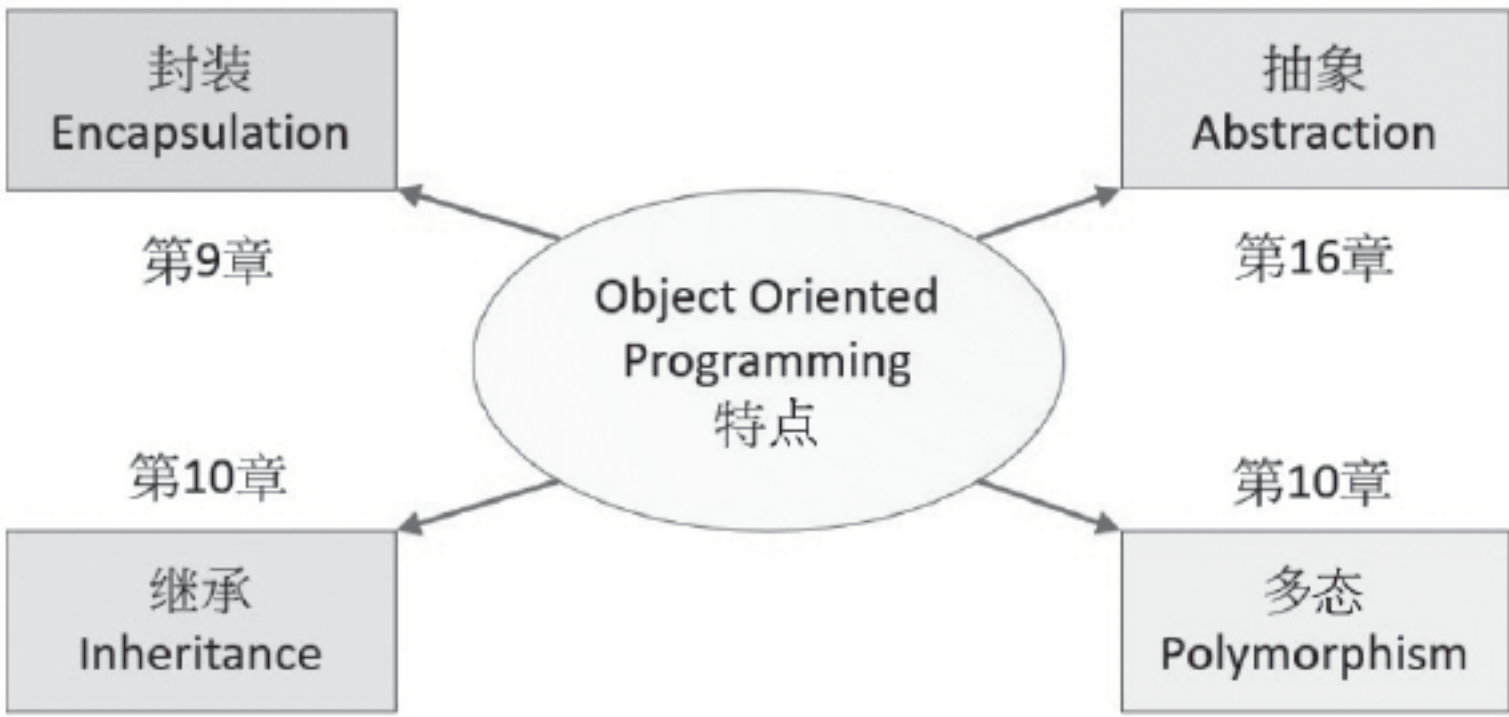 封装
Encapsulation
第9章
抽象
Abstraction
第16章
Object Oriented
Programming
特点
第10章
继承
Inheritance
第10章
多态
Polymorphism